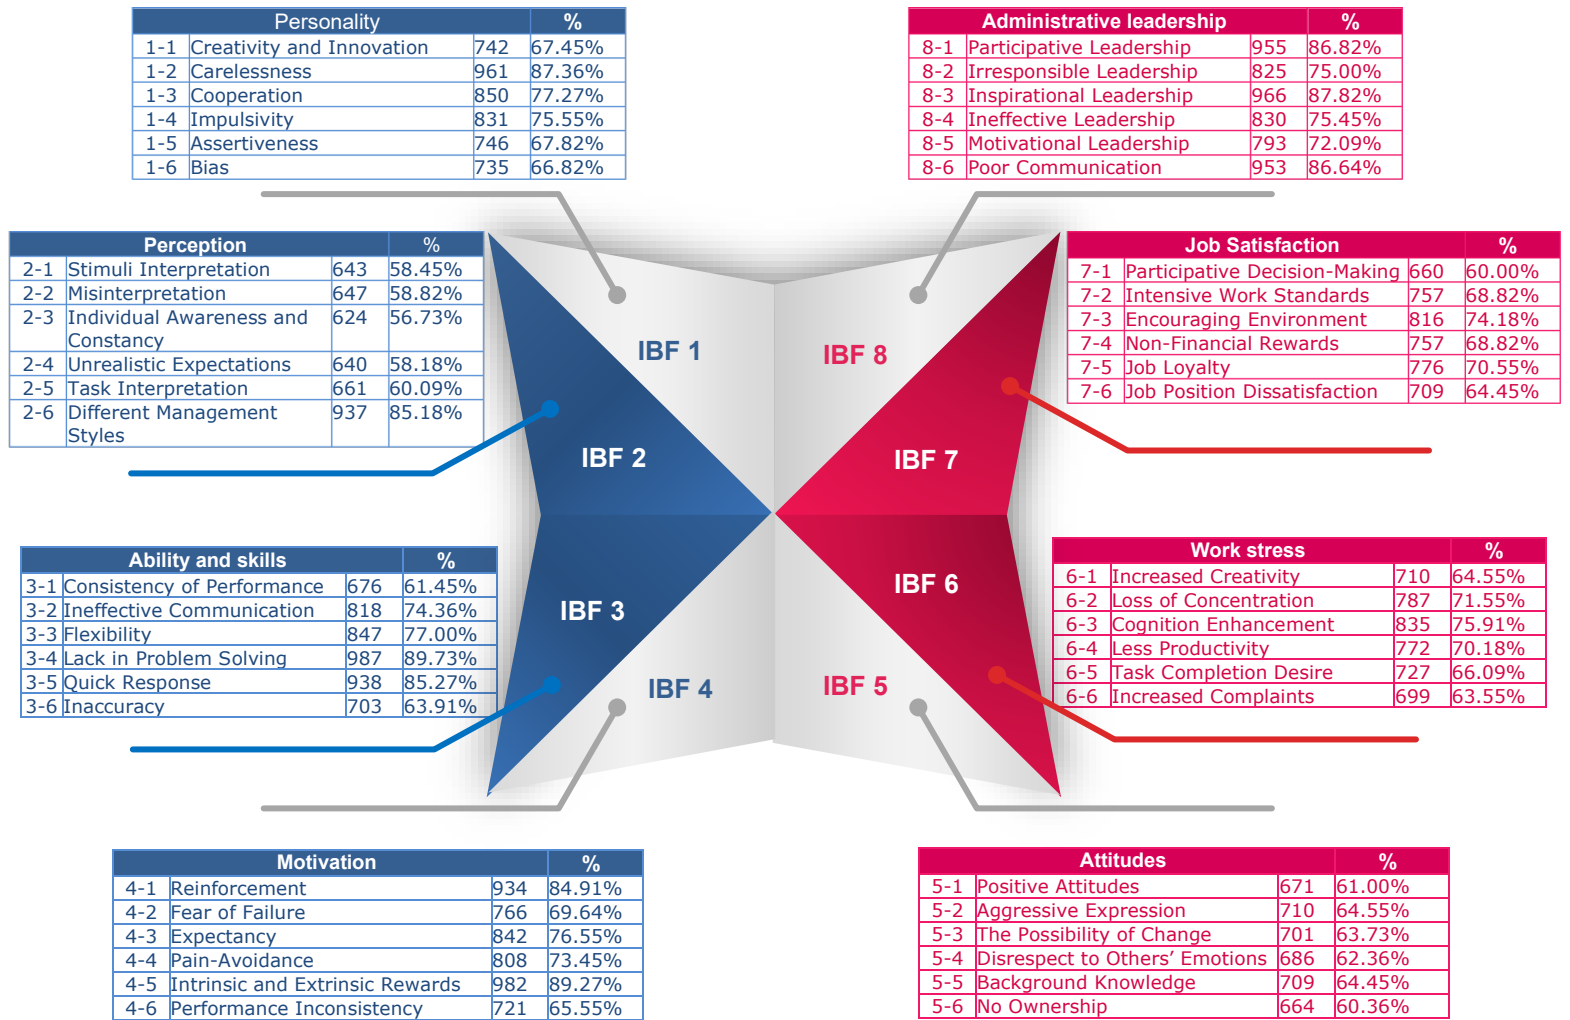 Personality %
1-1 Creativity and Innovation 742 67.45%
1-2 Carelessness 961 87.36%
1-3 Cooperation 850 77.27%
1-4 Impulsivity 831 75.55%
1-5 Assertiveness 746 67.82%
1-6 Bias 735 66.82%
Administrative leadership %
8-1 Participative Leadership 955 86.82%
8-2 Irresponsible Leadership 825 75.00%
8-3 Inspirational Leadership 966 87.82%
8-4 Ineffective Leadership 830 75.45%
8-5 Motivational Leadership 793 72.09%
8-6 Poor Communication 953 86.64%
Perception %
2-1 Stimuli Interpretation 643 58.45%
2-2 Misinterpretation 647 58.82%
2-3 Individual Awareness and 624 56.73%
Constancy
2-4 Unrealistic Expectations 640 58.18%
2-5 Task Interpretation 661 60.09%
2-6 Different Management 937 85.18%
Styles
Job Satisfaction %
7-1 Participative Decision-Making 660 60.00%
7-2 Intensive Work Standards 757 68.82%
7-3 Encouraging Environment 816 74.18%
7-4 Non-Financial Rewards 757 68.82%
7-5 Job Loyalty 776 70.55%
7-6 Job Position Dissatisfaction 709 64.45%
IBF 1
IBF 8
IBF 2
IBF 7
IBF 3
IBF 6
IBF 4
IBF 5
Ability and skills %
3-1 Consistency of Performance 676 61.45%
3-2 Ineffective Communication 818 74.36%
3-3 Flexibility 847 77.00%
3-4 Lack in Problem Solving 987 89.73%
3-5 Quick Response 938 85.27%
3-6 Inaccuracy 703 63.91%
Work stress %
6-1 Increased Creativity 710 64.55%
6-2 Loss of Concentration 787 71.55%
6-3 Cognition Enhancement 835 75.91%
6-4 Less Productivity 772 70.18%
6-5 Task Completion Desire 727 66.09%
6-6 Increased Complaints 699 63.55%
Motivation %
4-1 Reinforcement 934 84.91%
4-2 Fear of Failure 766 69.64%
4-3 Expectancy 842 76.55%
4-4 Pain-Avoidance 808 73.45%
4-5 Intrinsic and Extrinsic Rewards 982 89.27%
4-6 Performance Inconsistency 721 65.55%
Attitudes %
5-1 Positive Attitudes 671 61.00%
5-2 Aggressive Expression 710 64.55%
5-3 The Possibility of Change 701 63.73%
5-4 Disrespect to Others’ Emotions 686 62.36%
5-5 Background Knowledge 709 64.45%
5-6 No Ownership 664 60.36%